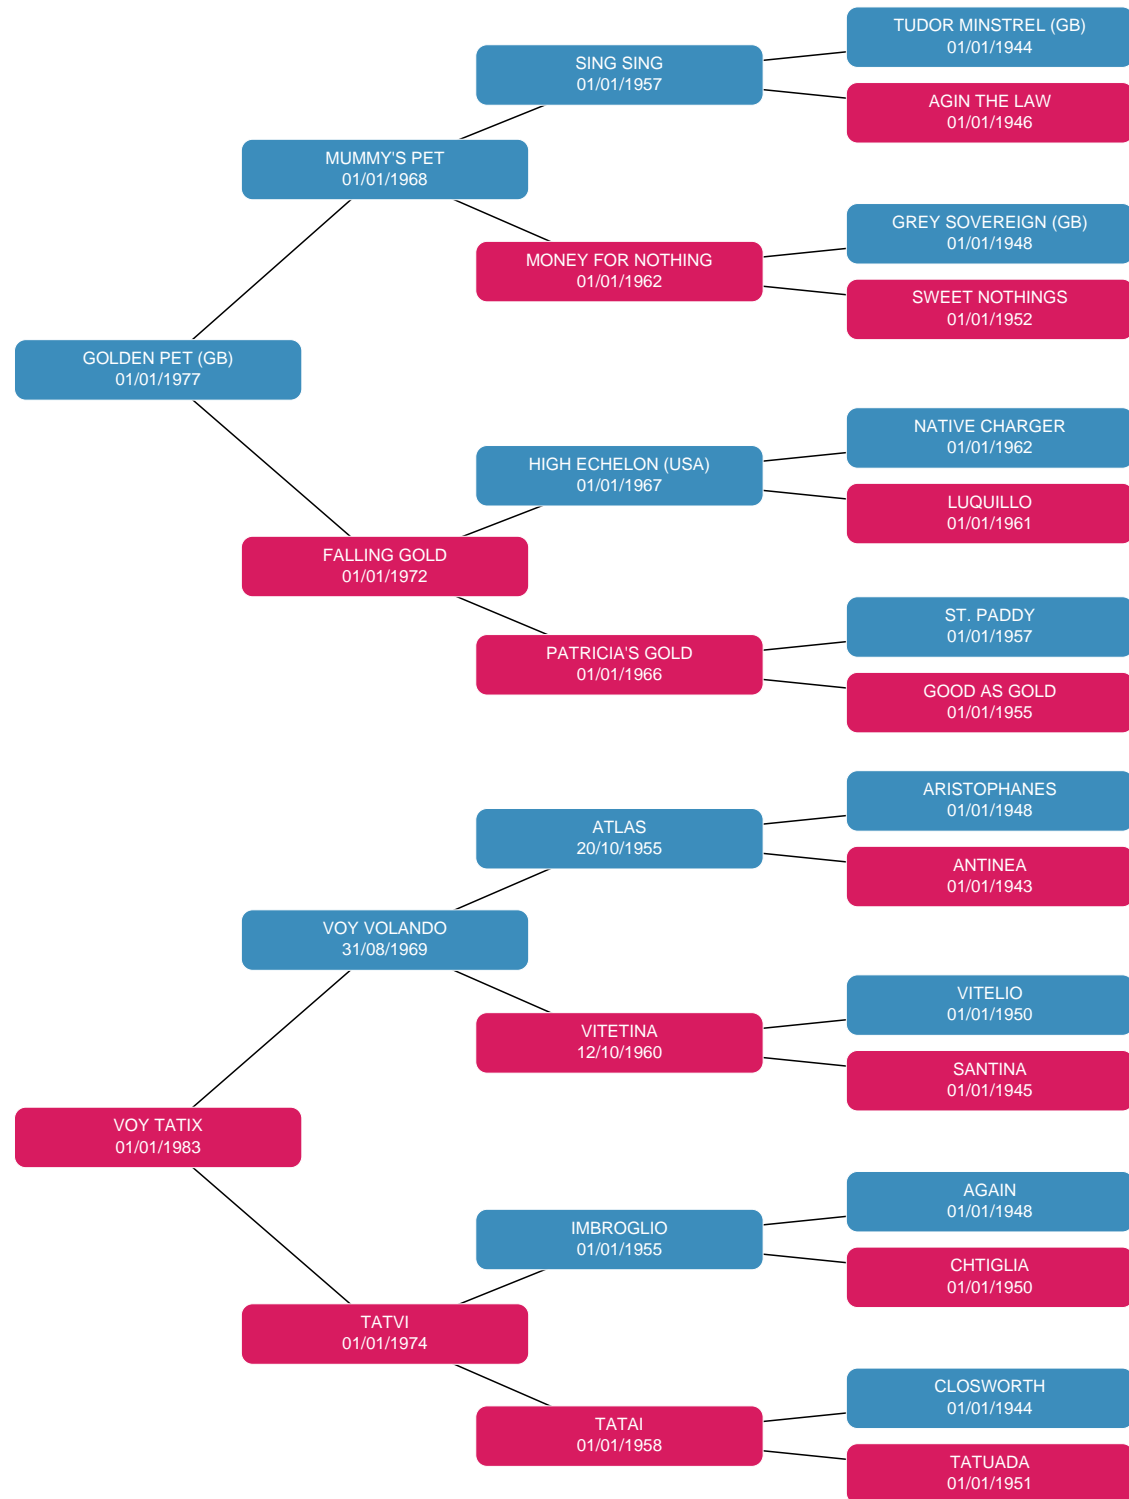 TUDOR MINSTREL (GB)
01/01/1944
SING SING
01/01/1957
AGIN THE LAW
01/01/1946
MUMMY'S PET
01/01/1968
GREY SOVEREIGN (GB)
01/01/1948
MONEY FOR NOTHING
01/01/1962
SWEET NOTHINGS
01/01/1952
GOLDEN PET (GB)
01/01/1977
NATIVE CHARGER
01/01/1962
HIGH ECHELON (USA)
01/01/1967
LUQUILLO
01/01/1961
FALLING GOLD
01/01/1972
ST. PADDY
01/01/1957
PATRICIA'S GOLD
01/01/1966
GOOD AS GOLD
01/01/1955
ARISTOPHANES
01/01/1948
ATLAS
20/10/1955
ANTINEA
01/01/1943
VOY VOLANDO
31/08/1969
VITELIO
01/01/1950
VITETINA
12/10/1960
SANTINA
01/01/1945
VOY TATIX
01/01/1983
AGAIN
01/01/1948
IMBROGLIO
01/01/1955
CHTIGLIA
01/01/1950
TATVI
01/01/1974
CLOSWORTH
01/01/1944
TATAI
01/01/1958
TATUADA
01/01/1951